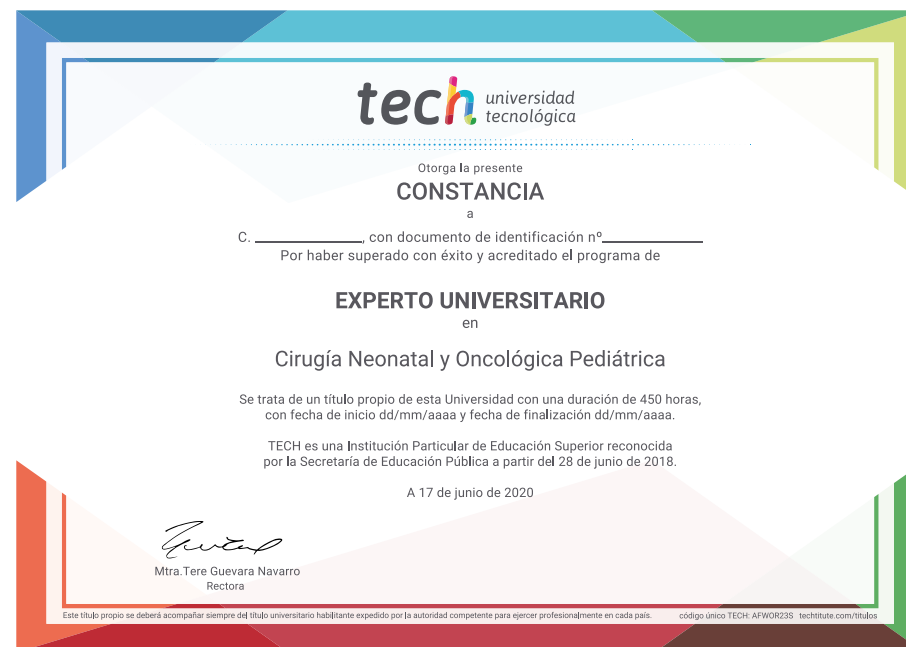 tech universidad
tecnológica
Otorga la presente
CONSTANCIA
a
C. ____________, con documento de identificación nº____________
Por haber superado con éxito y acreditado el programa de
EXPERTO UNIVERSITARIO
en
Cirugía Neonatal y Oncológica Pediátrica
Se trata de un título propio de esta Universidad con una duración de 450 horas,
con fecha de inicio dd/mm/aaaa y fecha de finalización dd/mm/aaaa.
TECH es una Institución Particular de Educación Superior reconocida
por la Secretaría de Educación Pública a partir del 28 de junio de 2018.
A 17 de junio de 2020
Mtra.Tere Guevara Navarro
Rectora
Este título propio se deberá acompañar siempre del título universitario habilitante expedido por la autoridad competente para ejercer profesionalmente en cada país. código único TECH: AFWOR23S techtitute.com/titulos